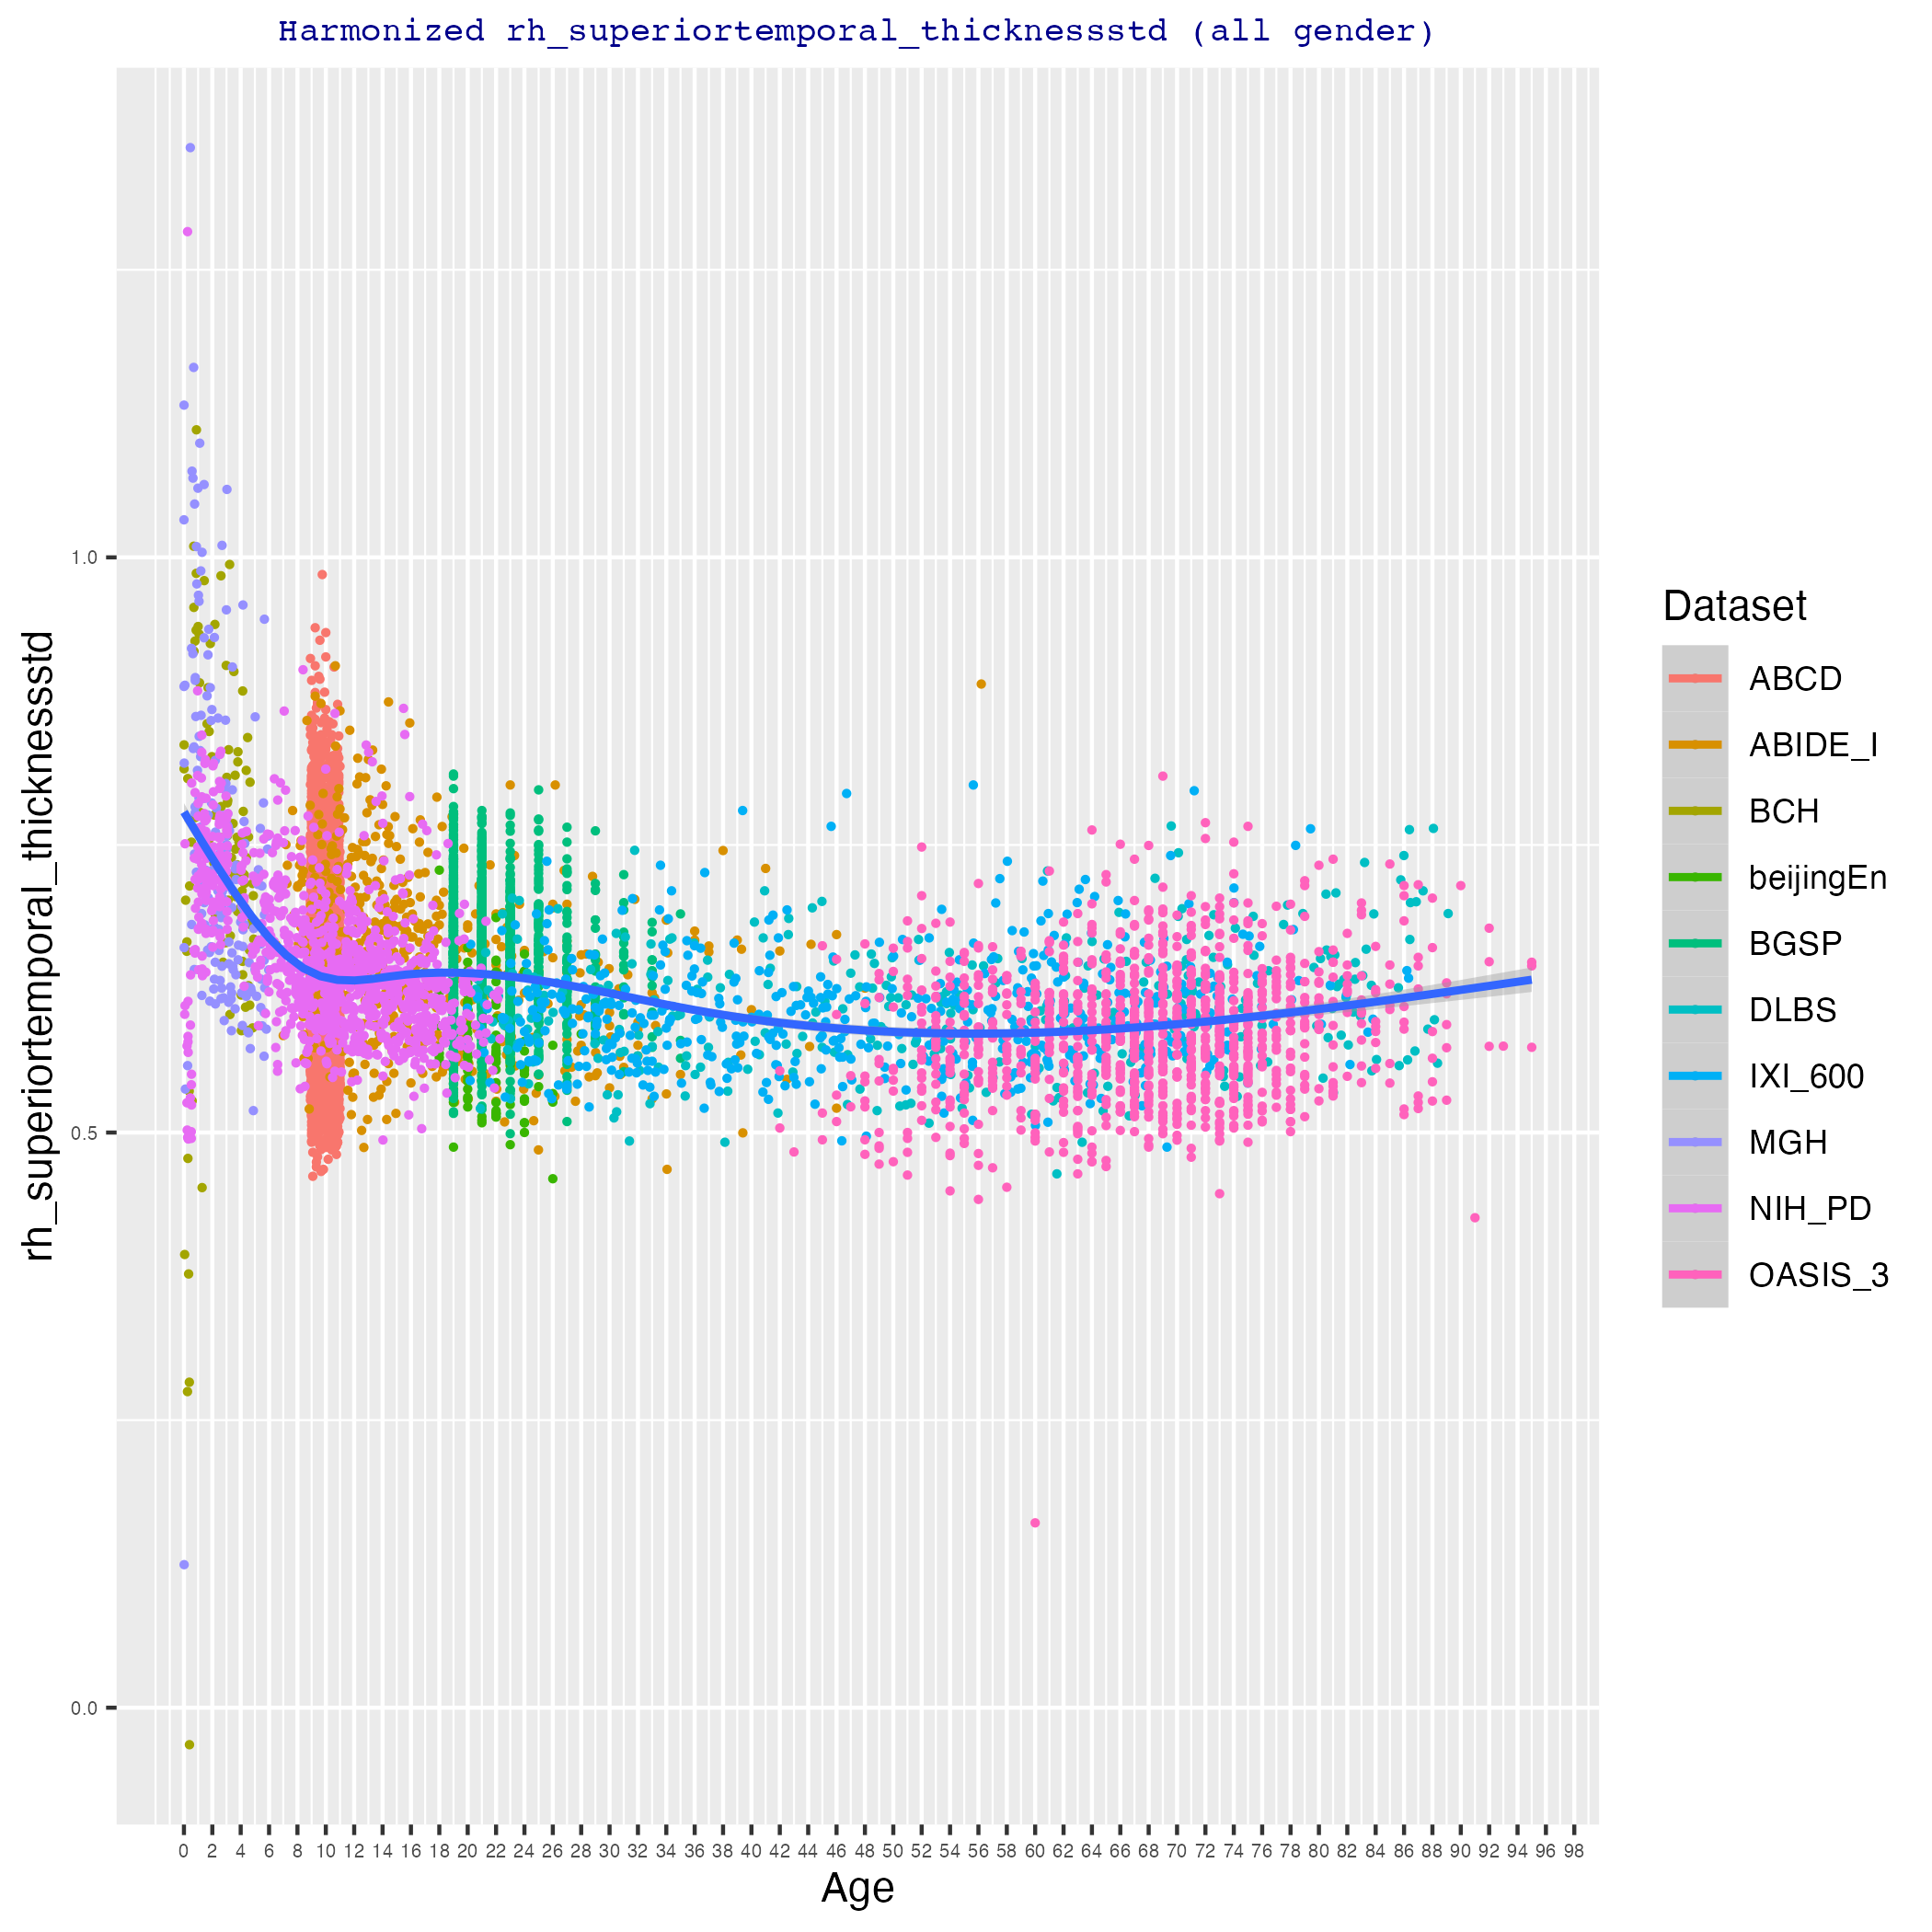 Harmonized rh_superiortemporal_thicknessstd (all gender)
rh_superiortemporal_thicknessstd
1.0
0.5
0.0
0 2 4 6 8 10 12 14 16 18 20 22 24 26 28 30 32 34 36 38 40 42 44 46 48 50 52 54 56 58 60 62 64 66 68 70 72 74 76 78 80 82 84 86 88 90 92 94 96 98
Age
Dataset
ABCD
ABIDE_I
BCH
beijingEn
BGSP
DLBS
IXI_600
MGH
NIH_PD
OASIS_3